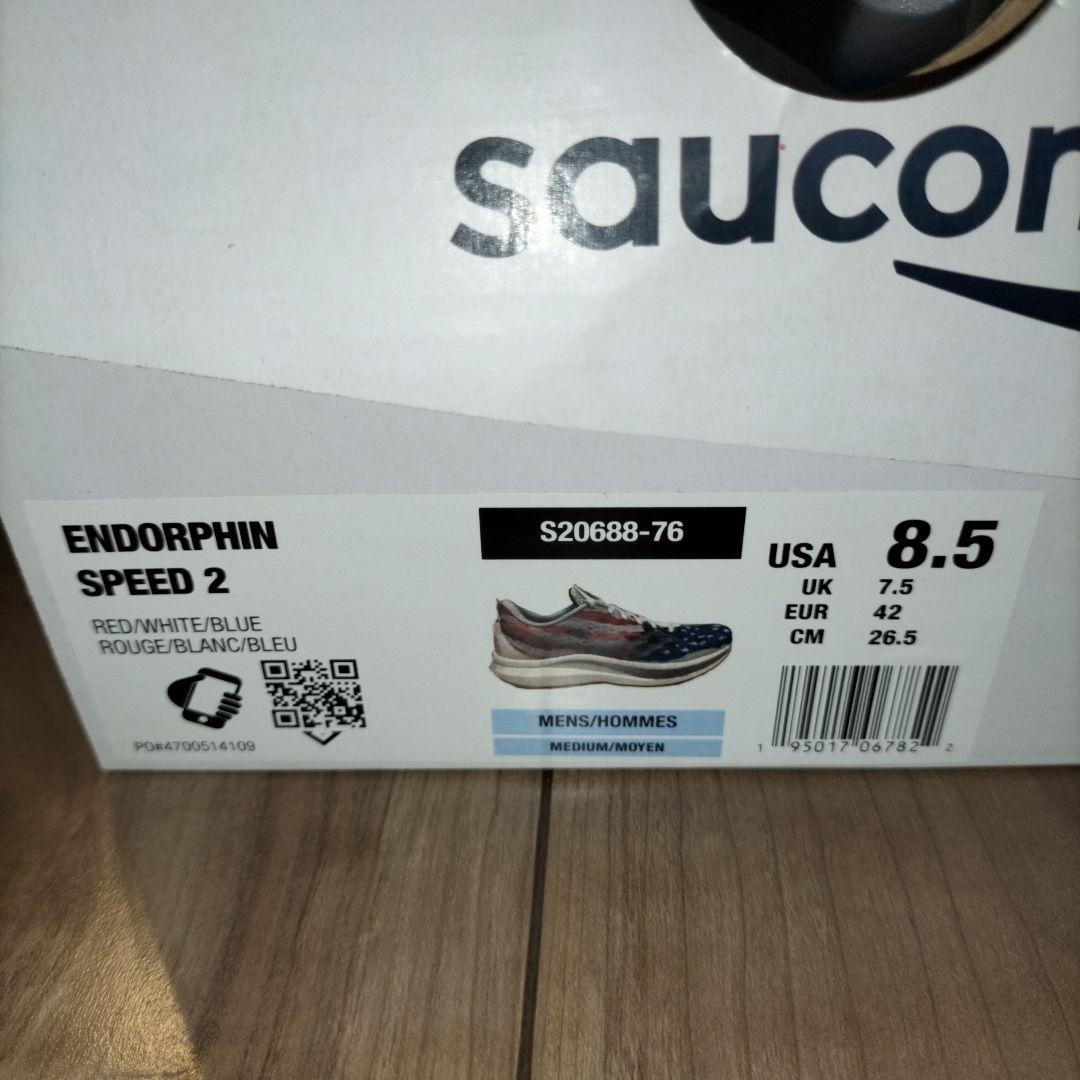 saucon
ENDORPHIN
SPEED 2
RED/WHITE/BLUE
ROUGE/BLANC/BLEU
PO#4700514109
S20688-76
MENS/HOMMES
MEDIUM/MOYEN
USA 8.5
UK 7.5
EUR 42
CM 26.5
1 95017 06782 2